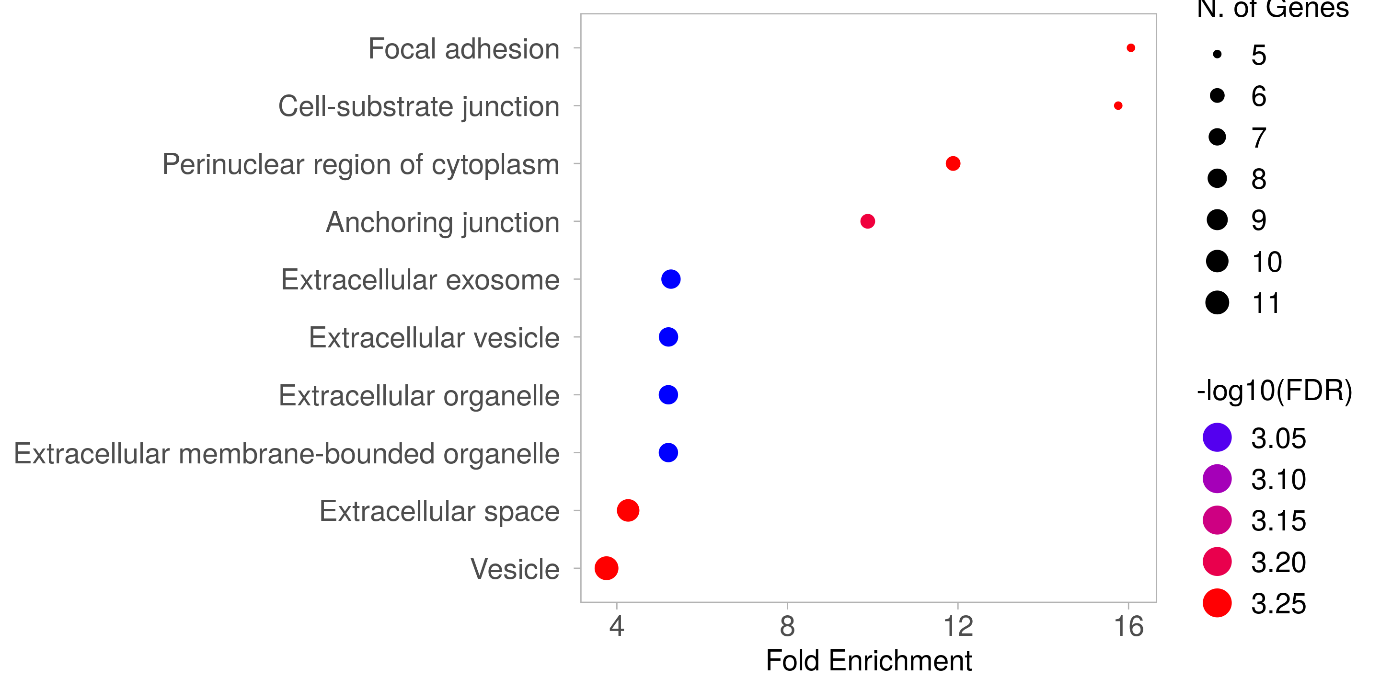 Focal adhesion
Cell-substrate junction
Perinuclear region of cytoplasm
Anchoring junction
Extracellular exosome
Extracellular vesicle
Extracellular organelle
Extracellular membrane-bounded organelle
Extracellular space
Vesicle
4 8 12 16
Fold Enrichment
N. of Genes
5
6
7
8
9
10
11
-log10(FDR)
3.05
3.10
3.15
3.20
3.25